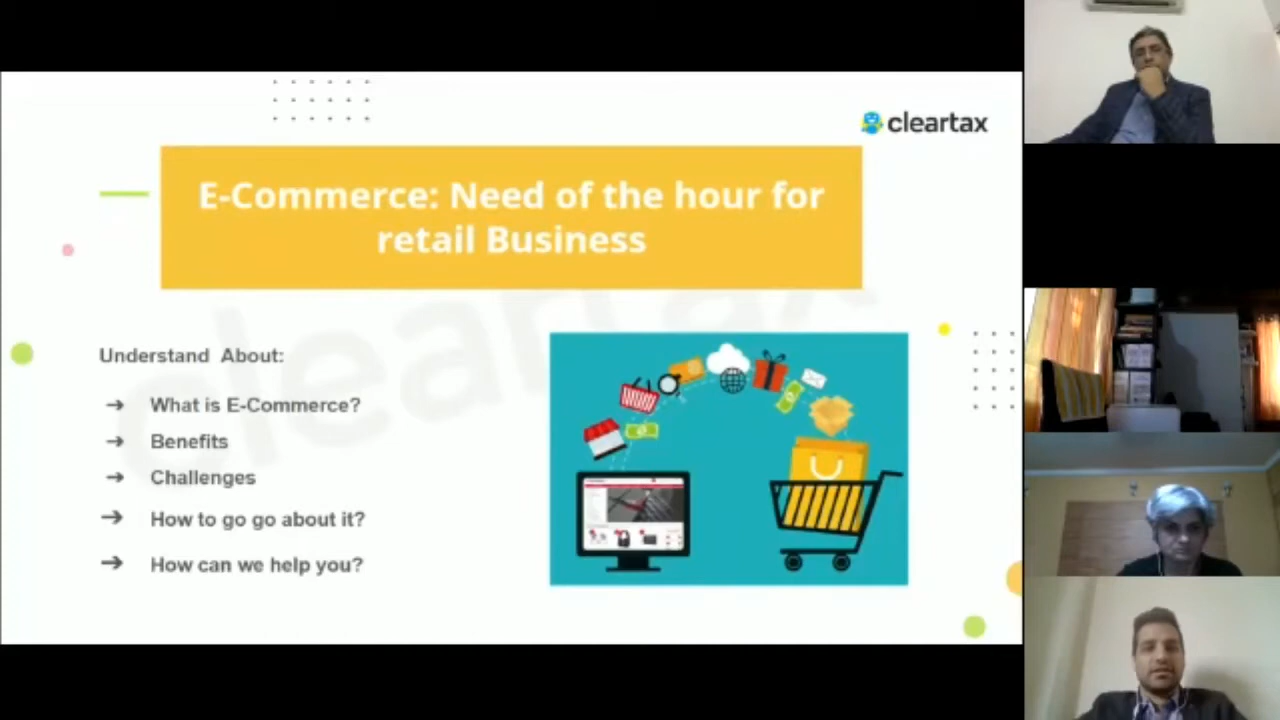 cleartax
E-Commerce: Need of the hour for
retail Business
Understand About:
→ What is E-Commerce?
→ Benefits
→ Challenges
→ How to go go about it?
→ How can we help you?
cleartax